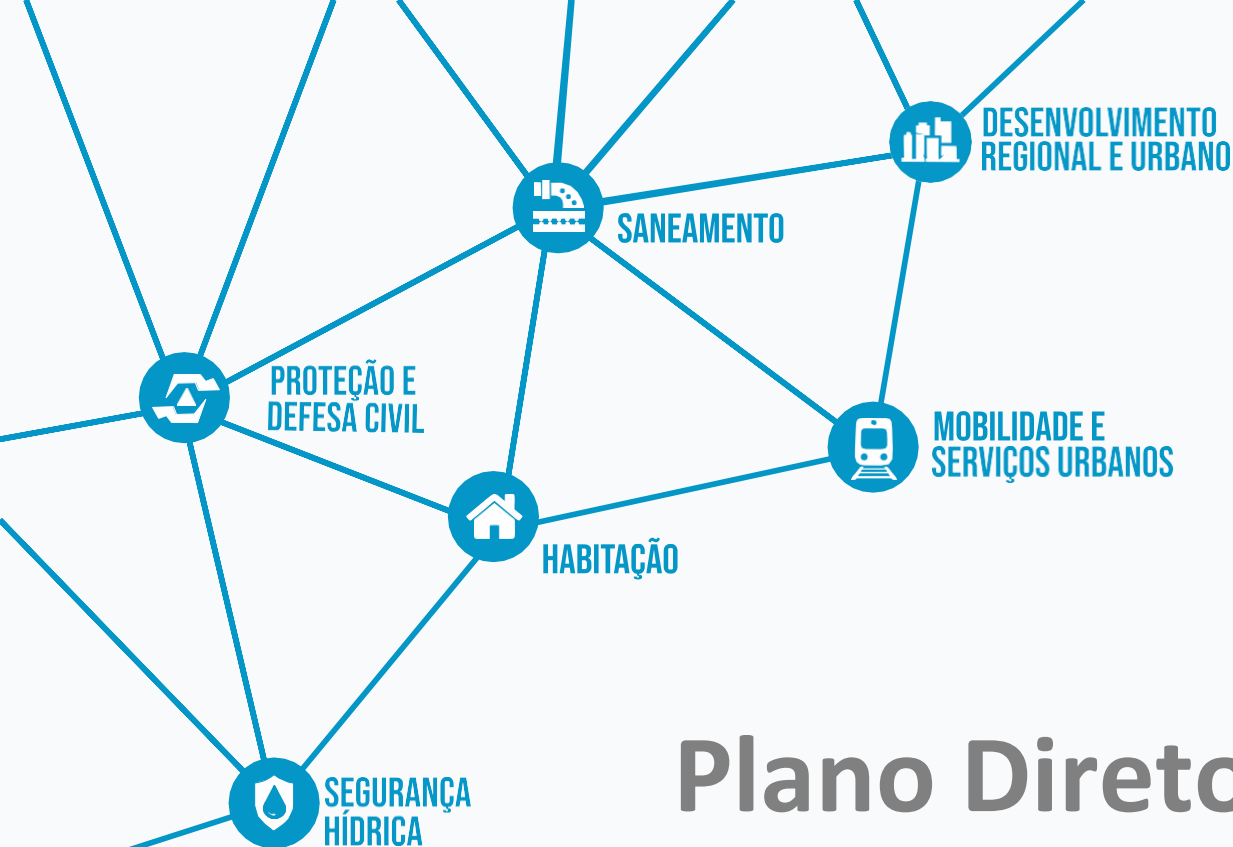 DESENVOLVIMENTO
REGIONAL E URBANO
SANEAMENTO
PROTEÇÃO E
DEFESA CIVIL
MOBILIDADE E
SERVIÇOS URBANOS
HABITAÇÃO
SEGURANÇA
HÍDRICA
Plano Direto